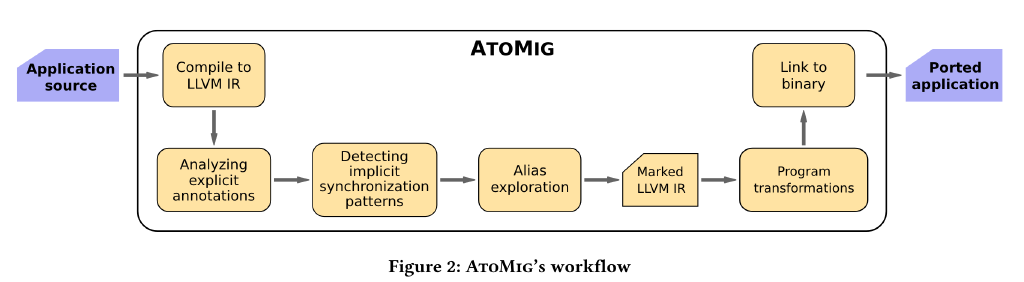 ATOMIG
Application
source
Compile to
LLVM IR
Analyzing
explicit
annotations
Detecting
implicit
synchronization
patterns
Alias
exploration
Marked
LLVM IR
Program
transformations
Link to
binary
Ported
application
Figure 2: ATOMIG's workflow